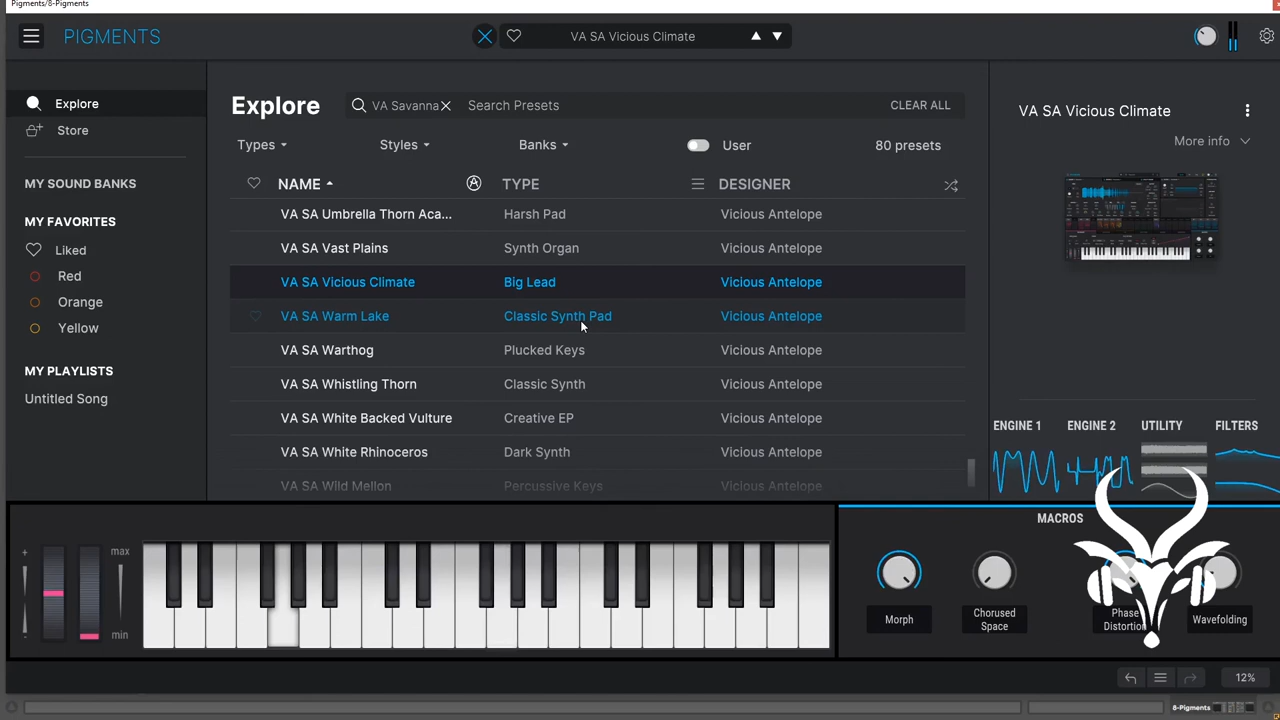 Pigments/8-Pigments
PIGMENTS
VA SA Vicious Climate
Explore
Store
MY SOUND BANKS
MY FAVORITES
Liked
Red
Orange
Yellow
MY PLAYLISTS
Untitled Song
Explore
VA Savanna
Search Presets
CLEAR ALL
Types
Styles
Banks
User
80 presets
NAME TYPE DESIGNER
VA SA Umbrella Thorn Aca... Harsh Pad Vicious Antelope
VA SA Vast Plains Synth Organ Vicious Antelope
VA SA Vicious Climate Big Lead Vicious Antelope
VA SA Warm Lake Classic Synth Pad Vicious Antelope
VA SA Warthog Plucked Keys Vicious Antelope
VA SA Whistling Thorn Classic Synth Vicious Antelope
VA SA White Backed Vulture Creative EP Vicious Antelope
VA SA White Rhinoceros Dark Synth Vicious Antelope
VA SA Wild Mellon Percussive Keys Vicious Antelope
VA SA Vicious Climate
More info
ENGINE 1 ENGINE 2 UTILITY FILTERS
+
-
max
min
MACROS
Morph
Chorused
Space
Phase
Distortion
Wavefolding
12%
8-Pigments